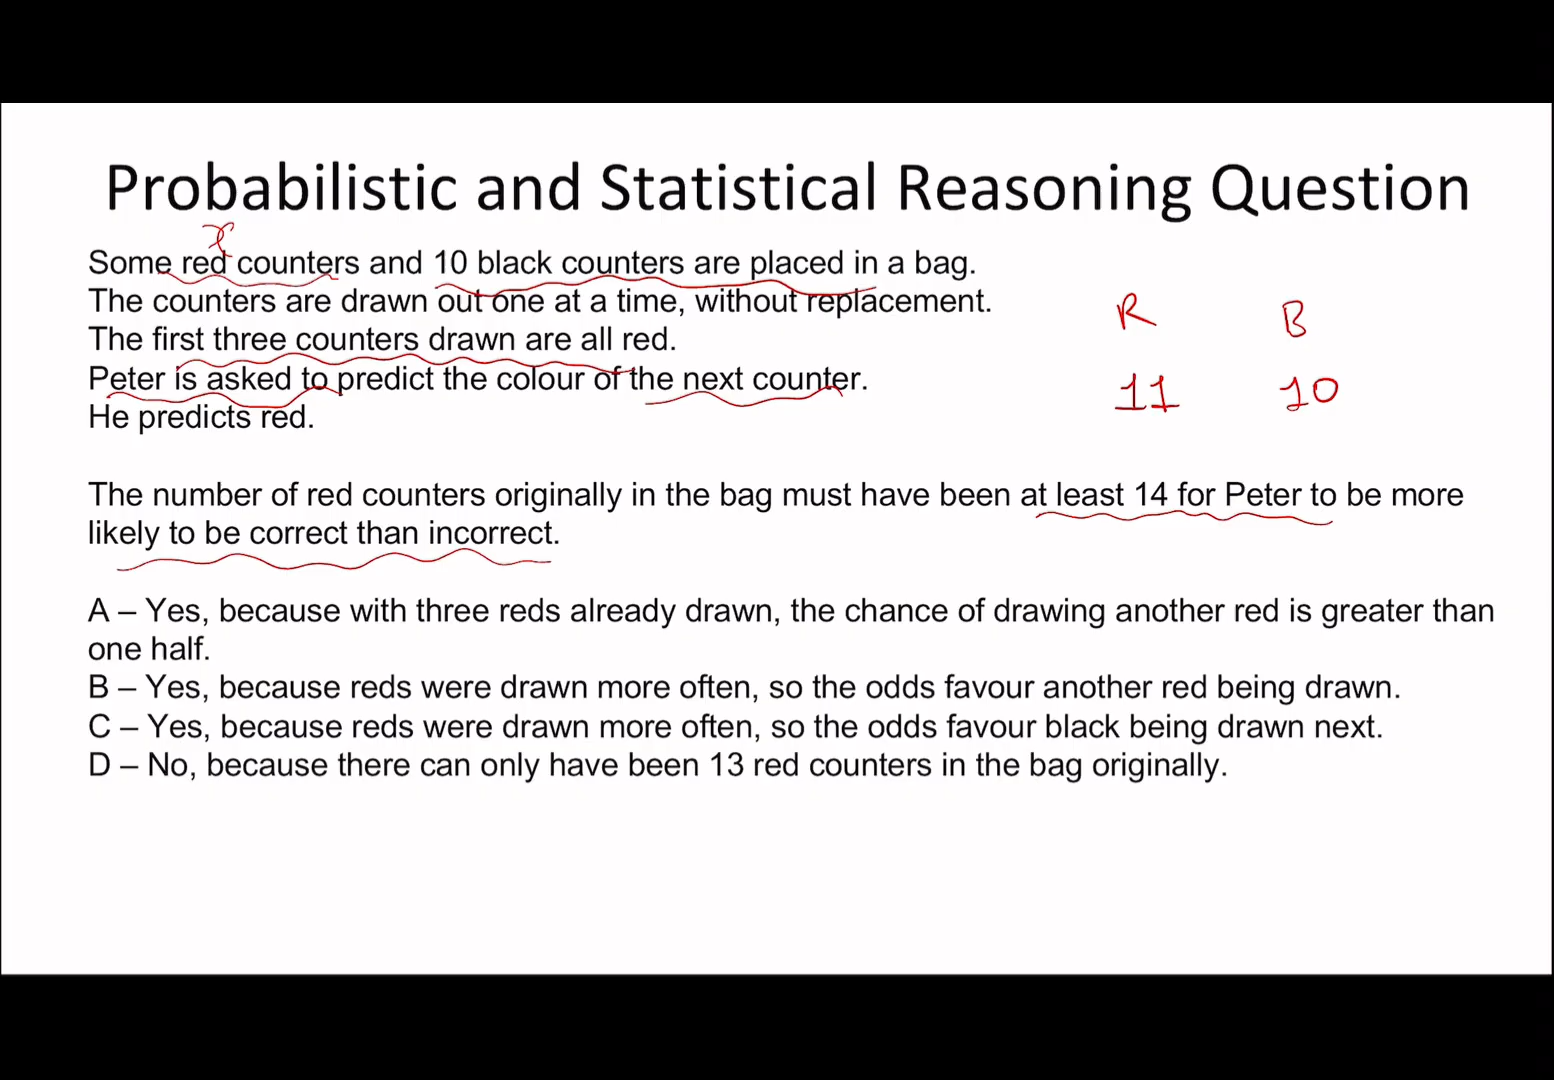 Probabilistic and Statistical Reasoning Question
x
Some red counters and 10 black counters are placed in a bag.
The counters are drawn out one at a time, without replacement.
R B
The first three counters drawn are all red.
Peter is asked to predict the colour of the next counter.
11 10
He predicts red.
The number of red counters originally in the bag must have been at least 14 for Peter to be more
likely to be correct than incorrect.
A – Yes, because with three reds already drawn, the chance of drawing another red is greater than
one half.
B – Yes, because reds were drawn more often, so the odds favour another red being drawn.
C – Yes, because reds were drawn more often, so the odds favour black being drawn next.
D – No, because there can only have been 13 red counters in the bag originally.